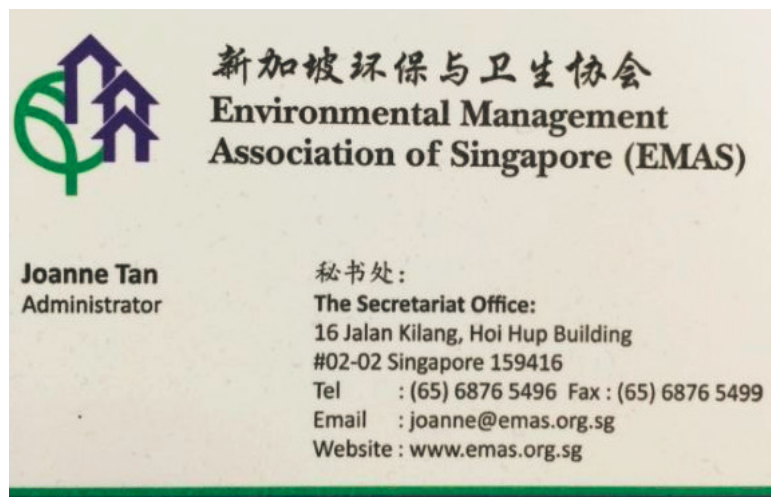 新加坡环保与卫生协会
Environmental Management
Association of Singapore (EMAS)
Joanne Tan
Administrator
秘书处:
The Secretariat Office:
16 Jalan Kilang, Hoi Hup Building
#02-02 Singapore 159416
Tel : (65) 6876 5496 Fax : (65) 6876 5499
Email : joanne@emas.org.sg
Website : www.emas.org.sg